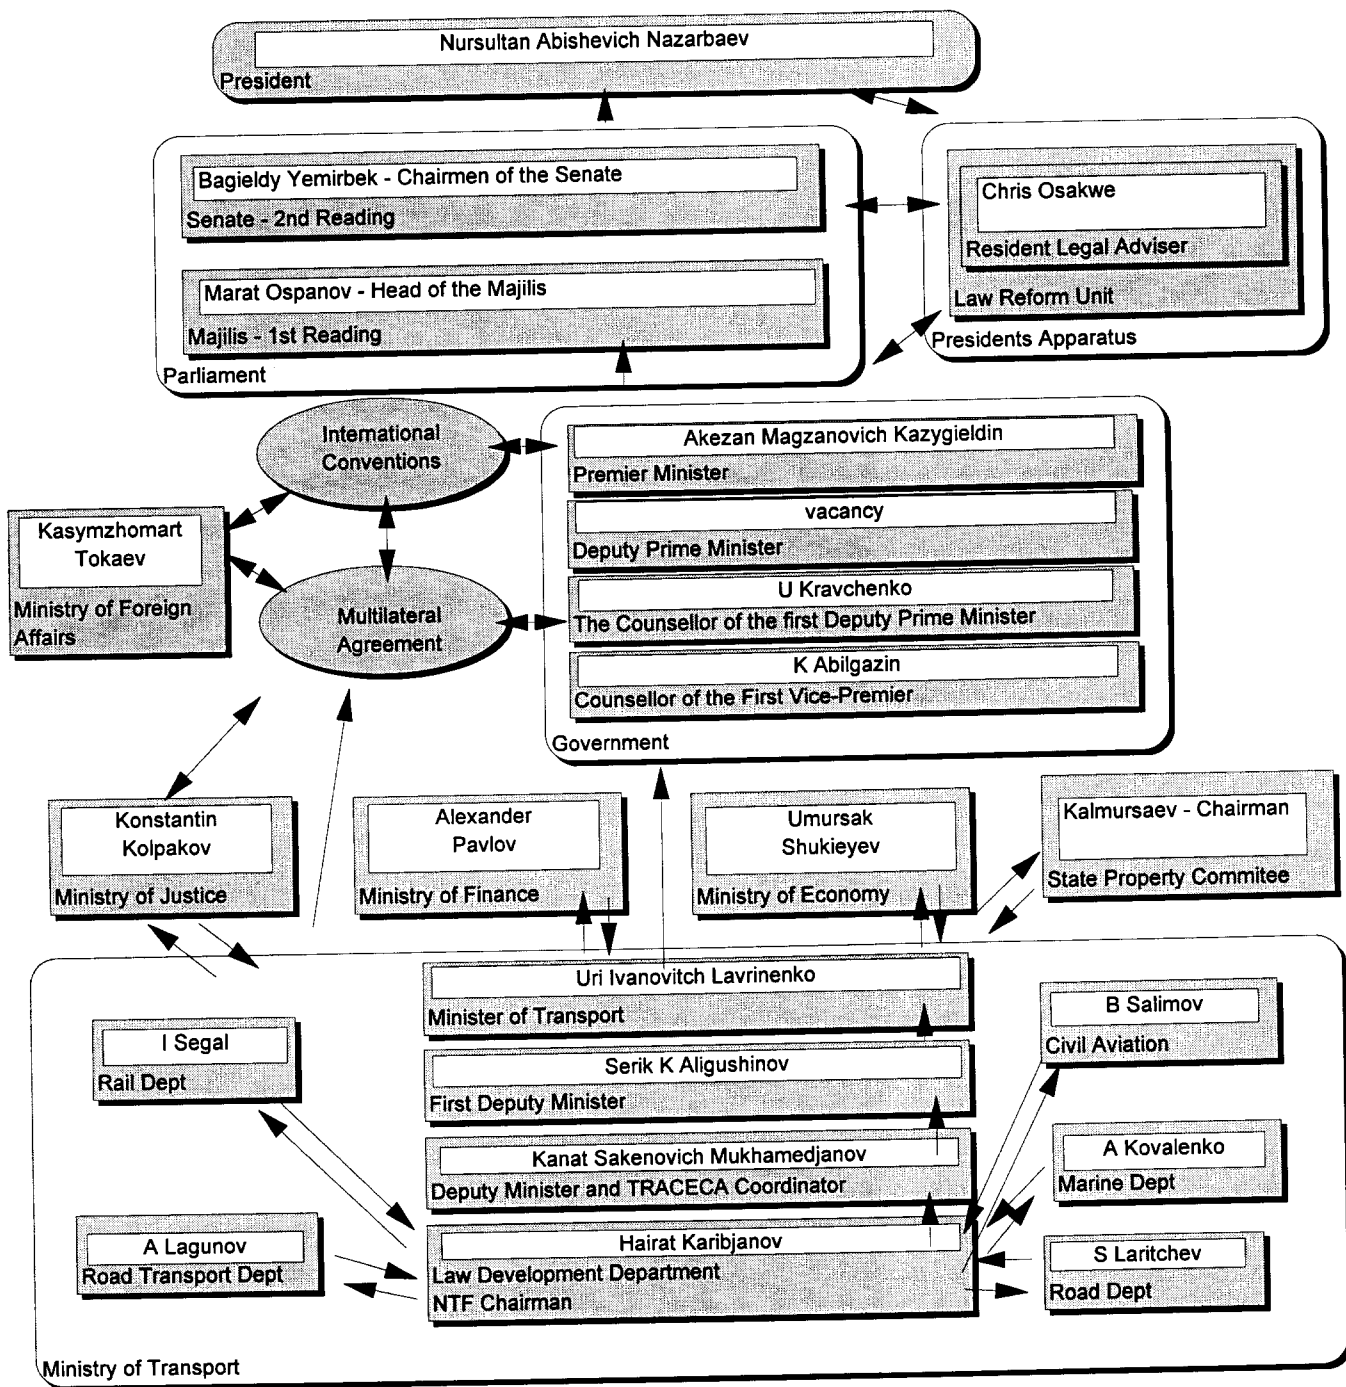 Nursultan Abishevich Nazarbaev
President
Bagieldy Yemirbek - Chairmen of the Senate
Senate - 2nd Reading
Marat Ospanov - Head of the Majilis
Majilis - 1st Reading
Parliament
Chris Osakwe
Resident Legal Adviser
Law Reform Unit
Presidents Apparatus
International
Conventions
Kasymzhomart
Tokaev
Ministry of Foreign
Affairs
Multilateral
Agreement
Akezan Magzanovich Kazygieldin
Premier Minister
vacancy
Deputy Prime Minister
U Kravchenko
The Counsellor of the first Deputy Prime Minister
K Abilgazin
Counsellor of the First Vice-Premier
Government
Konstantin
Kolpakov
Ministry of Justice
Alexander
Pavlov
Ministry of Finance
Umursak
Shukieyev
Ministry of Economy
Kalmursaev - Chairman
State Property Commitee
Uri Ivanovitch Lavrinenko
Minister of Transport
Serik K Aligushinov
First Deputy Minister
Kanat Sakenovich Mukhamedjanov
Deputy Minister and TRACECA Coordinator
Hairat Karibjanov
Law Development Department
NTF Chairman
I Segal
Rail Dept
A Lagunov
Road Transport Dept
B Salimov
Civil Aviation
A Kovalenko
Marine Dept
S Laritchev
Road Dept
Ministry of Transport